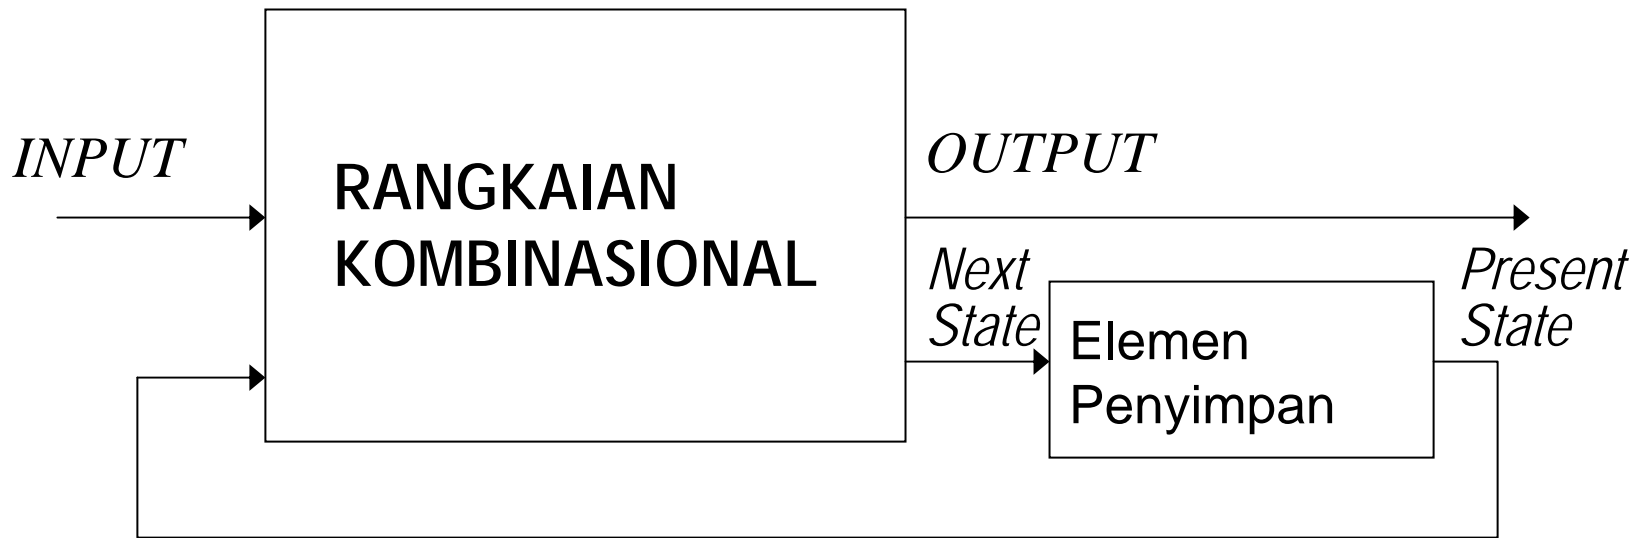 INPUT
RANGKAIAN
KOMBINASIONAL
OUTPUT
Next
State
Elemen
Penyimpan
Present
State